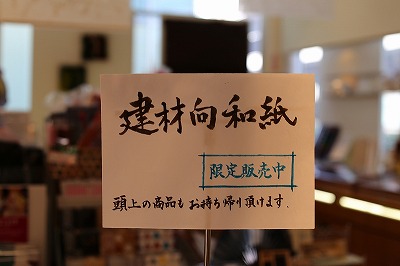 建材向和紙
限定販売中
頭上の商品もお持ち帰り頂けます.